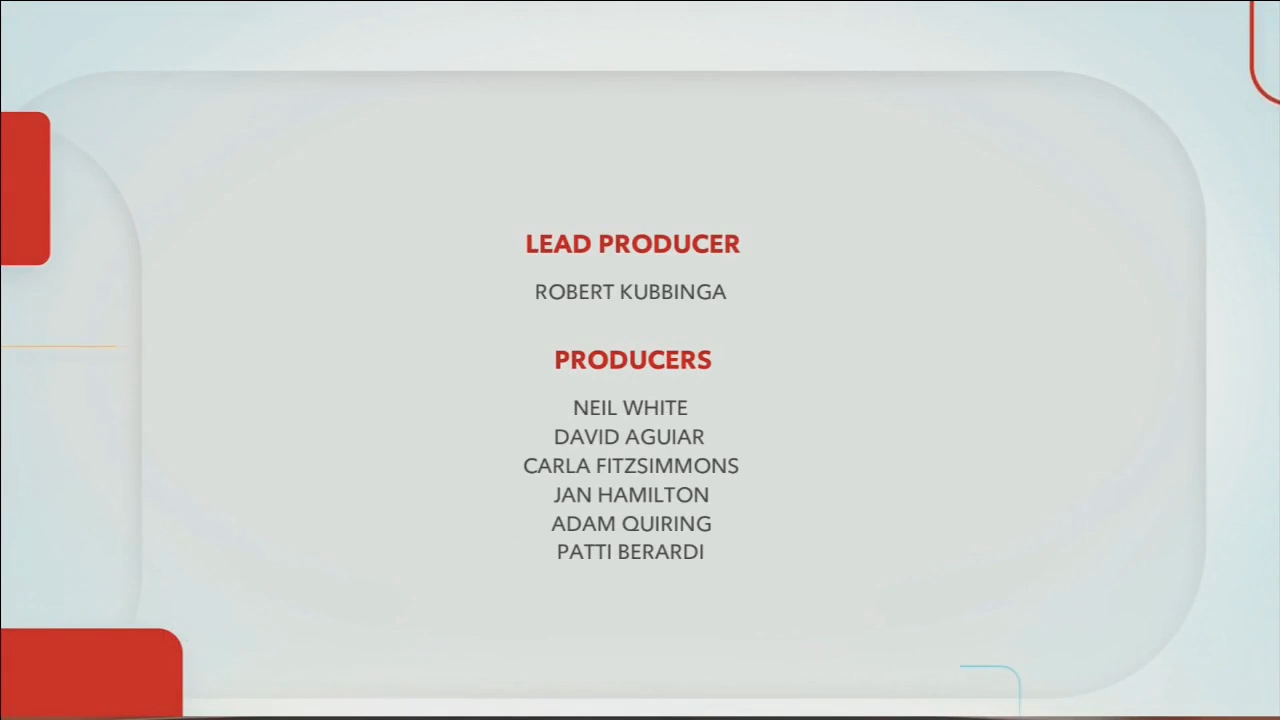 LEAD PRODUCER
ROBERT KUBBINGA
PRODUCERS
NEIL WHITE
DAVID AGUIAR
CARLA FITZSIMMONS
JAN HAMILTON
ADAM QUIRING
PATTI BERARDI